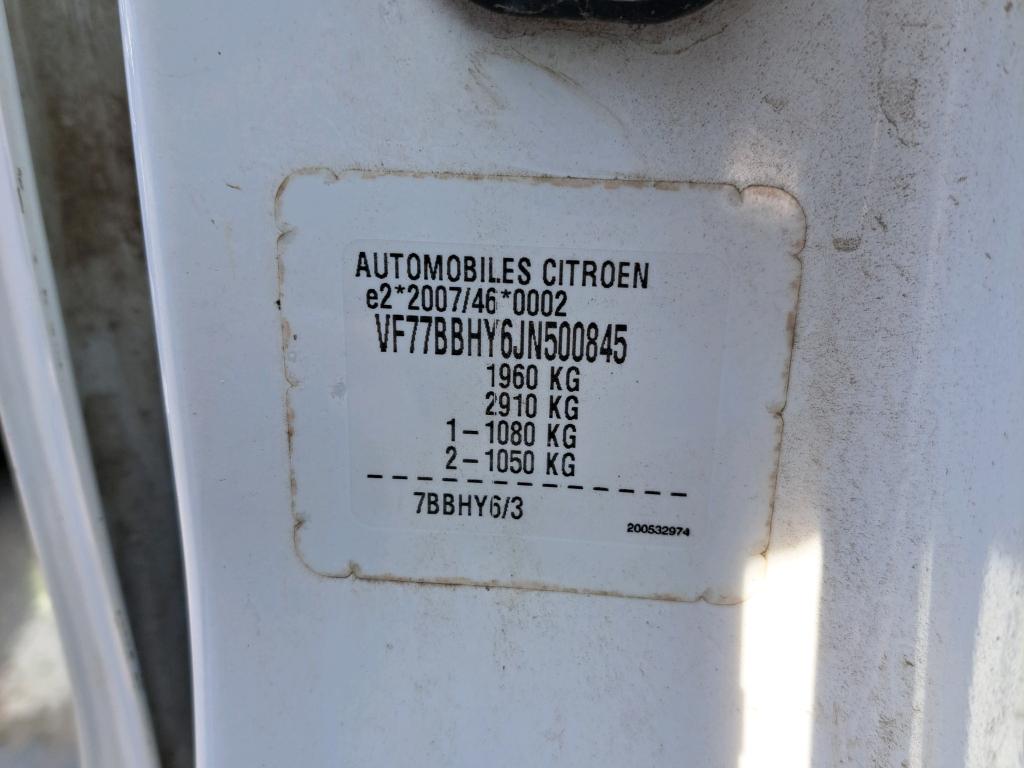 AUTOMOBILES CITROEN
e2*2007/46*0002
VF77BBHY6JN500845
1960 KG
2910 KG
1-1080 KG
2-1050 KG
7BBHY6/3
200532974